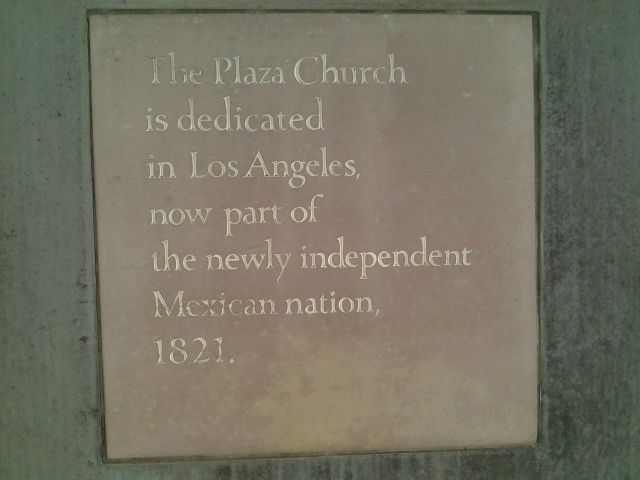 The Plaza Church
is dedicated
in Los Angeles,
now part of
the newly independent
Mexican nation,
1821.